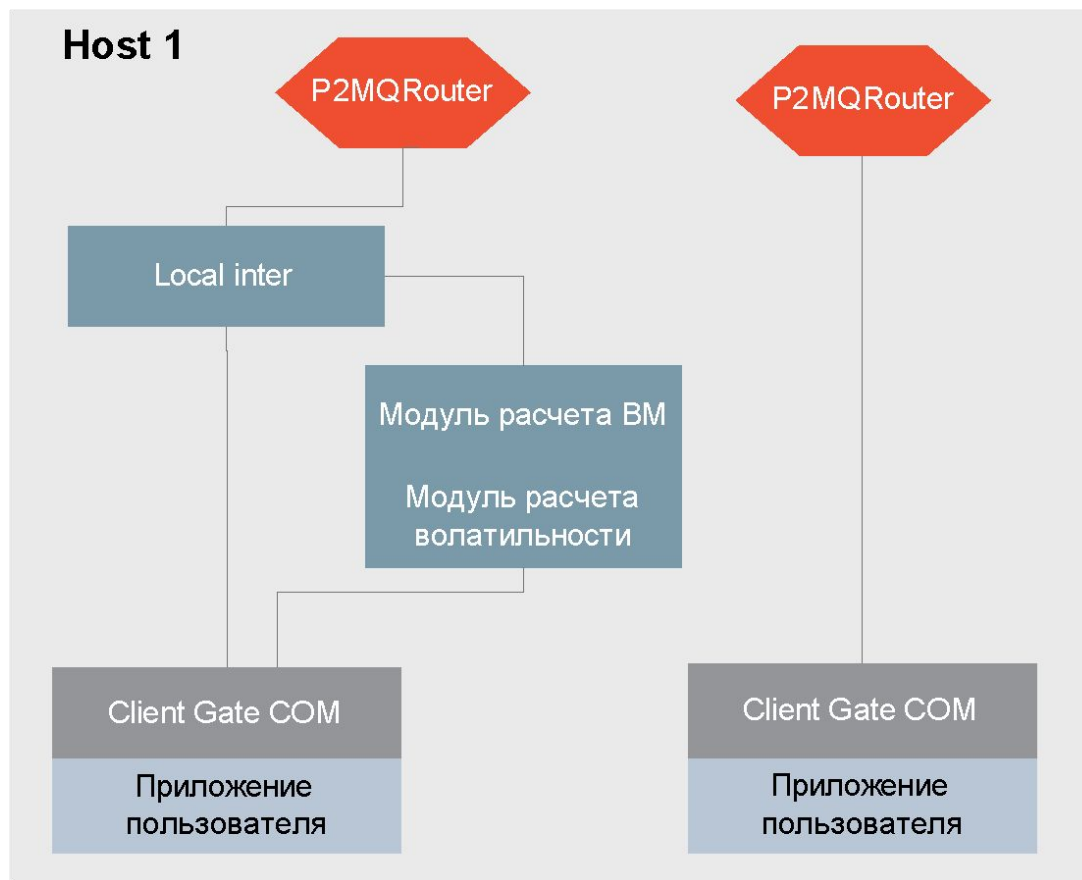 Host 1
P2MQRouter
P2MQRouter
Local inter
Модуль расчета ВМ
Модуль расчета
волатильности
Client Gate COM
Приложение
пользователя
Client Gate COM
Приложение
пользователя